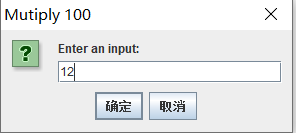 Mutiply 100
Enter an input:
12
确定 取消